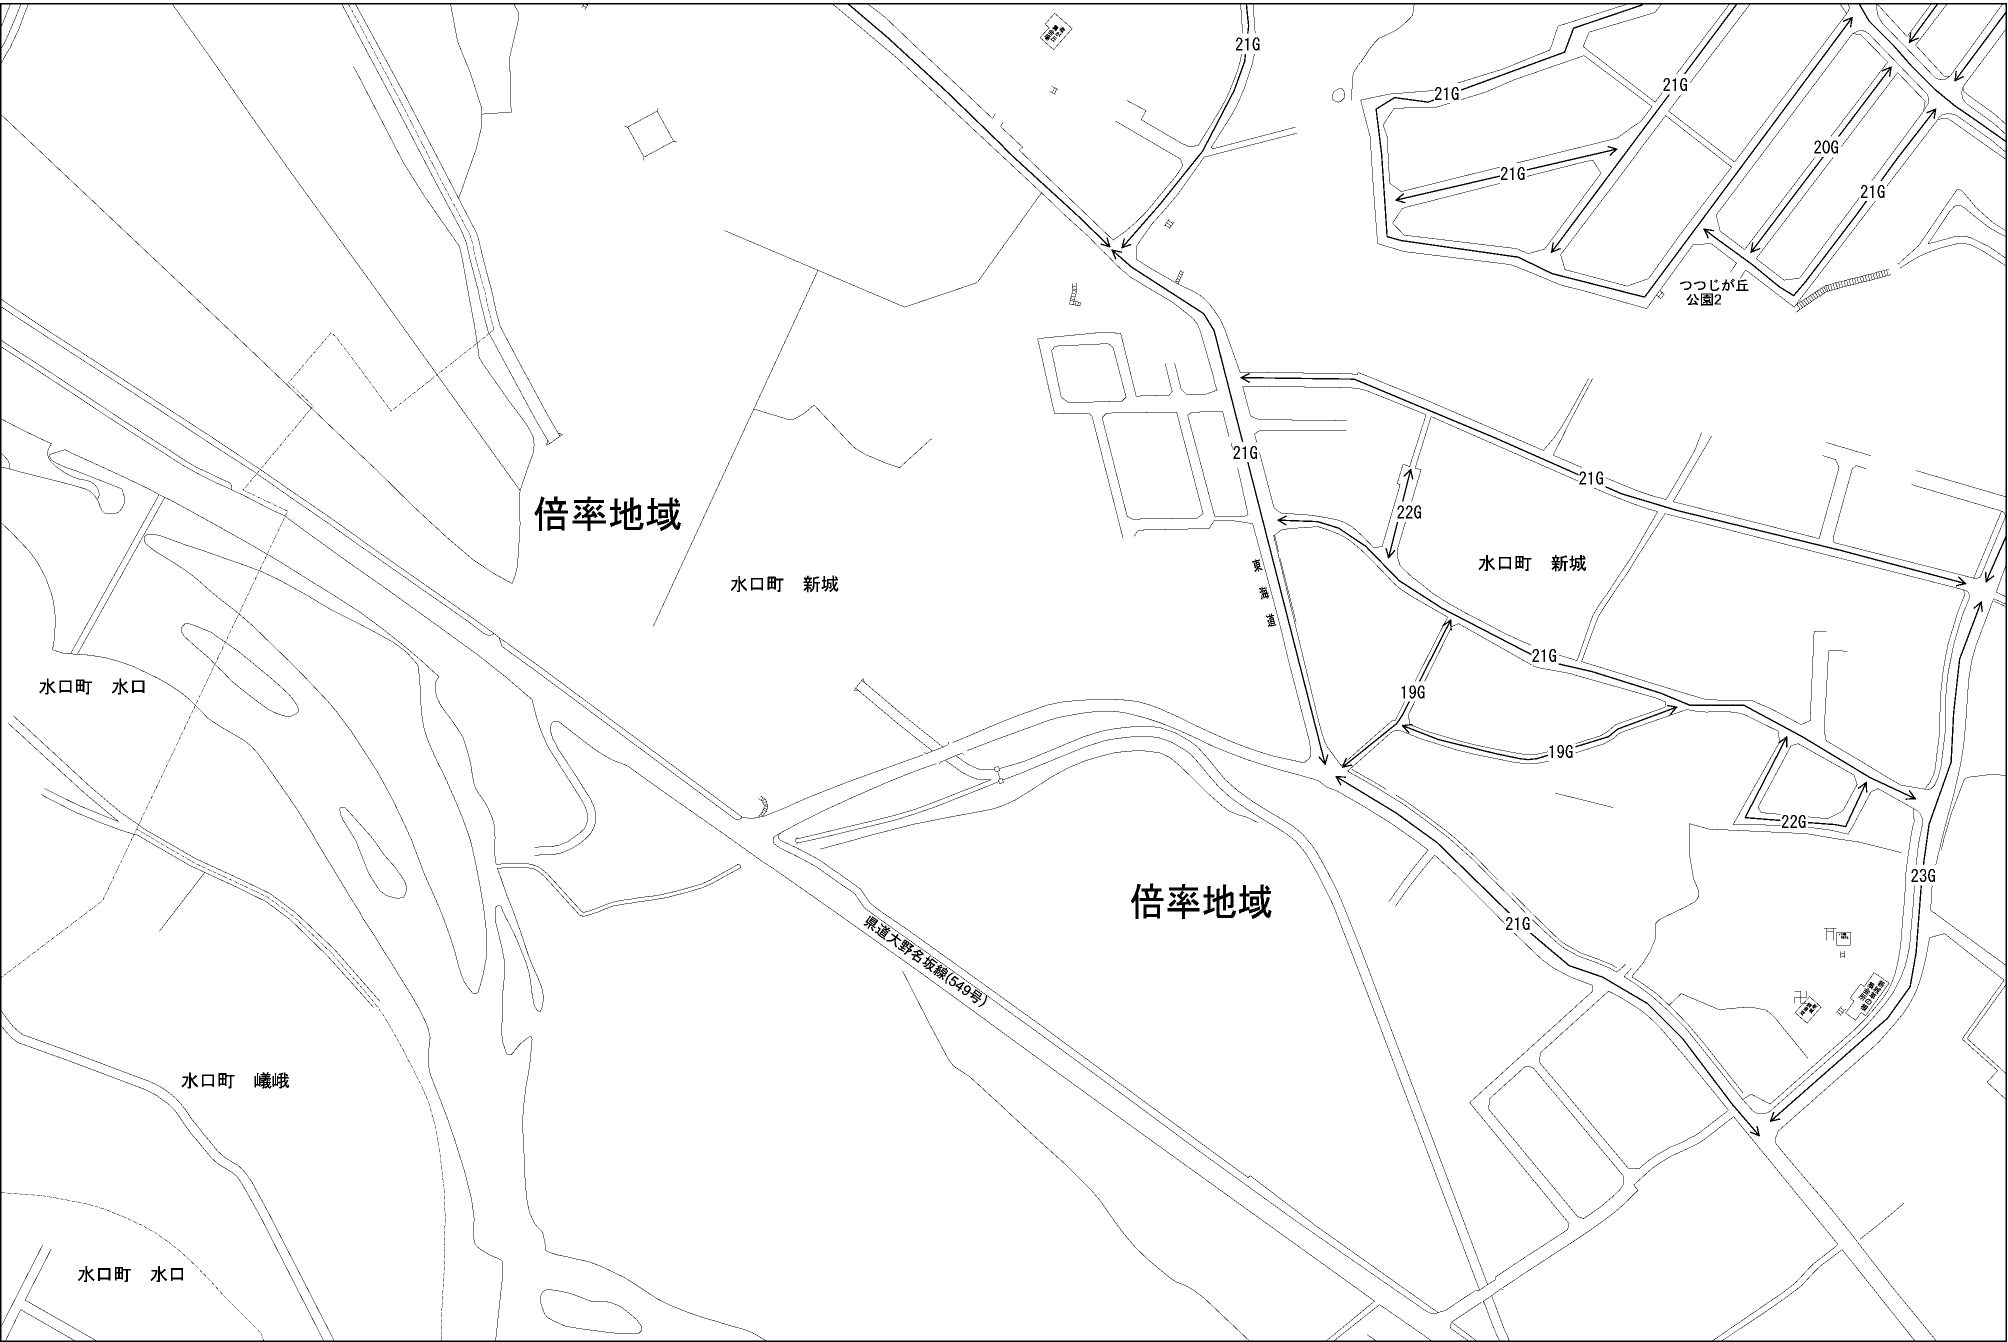 21G
21G
21G
21G
20G
21G
つつじが丘
公園2
21G
21G
22G
倍率地域
水口町　新城
水口町　新城
東海道
21G
水口町　水口
19G
19G
22G
23G
倍率地域
21G
県道大野名坂線(549号)
水口町　嶬峨
水口町　水口